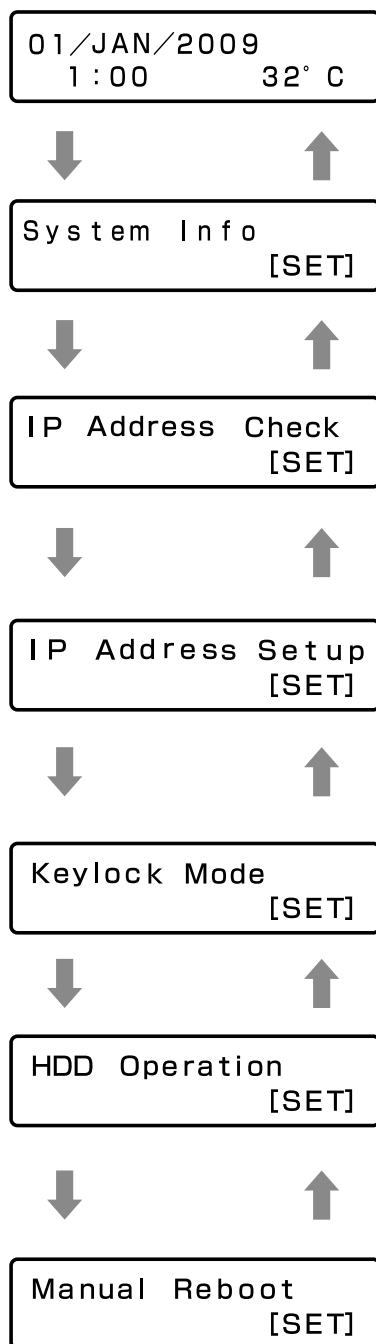 01/JAN/2009
1:00 32°C
System Info
[SET]
IP Address Check
[SET]
IP Address Setup
[SET]
Keylock Mode
[SET]
HDD Operation
[SET]
Manual Reboot
[SET]